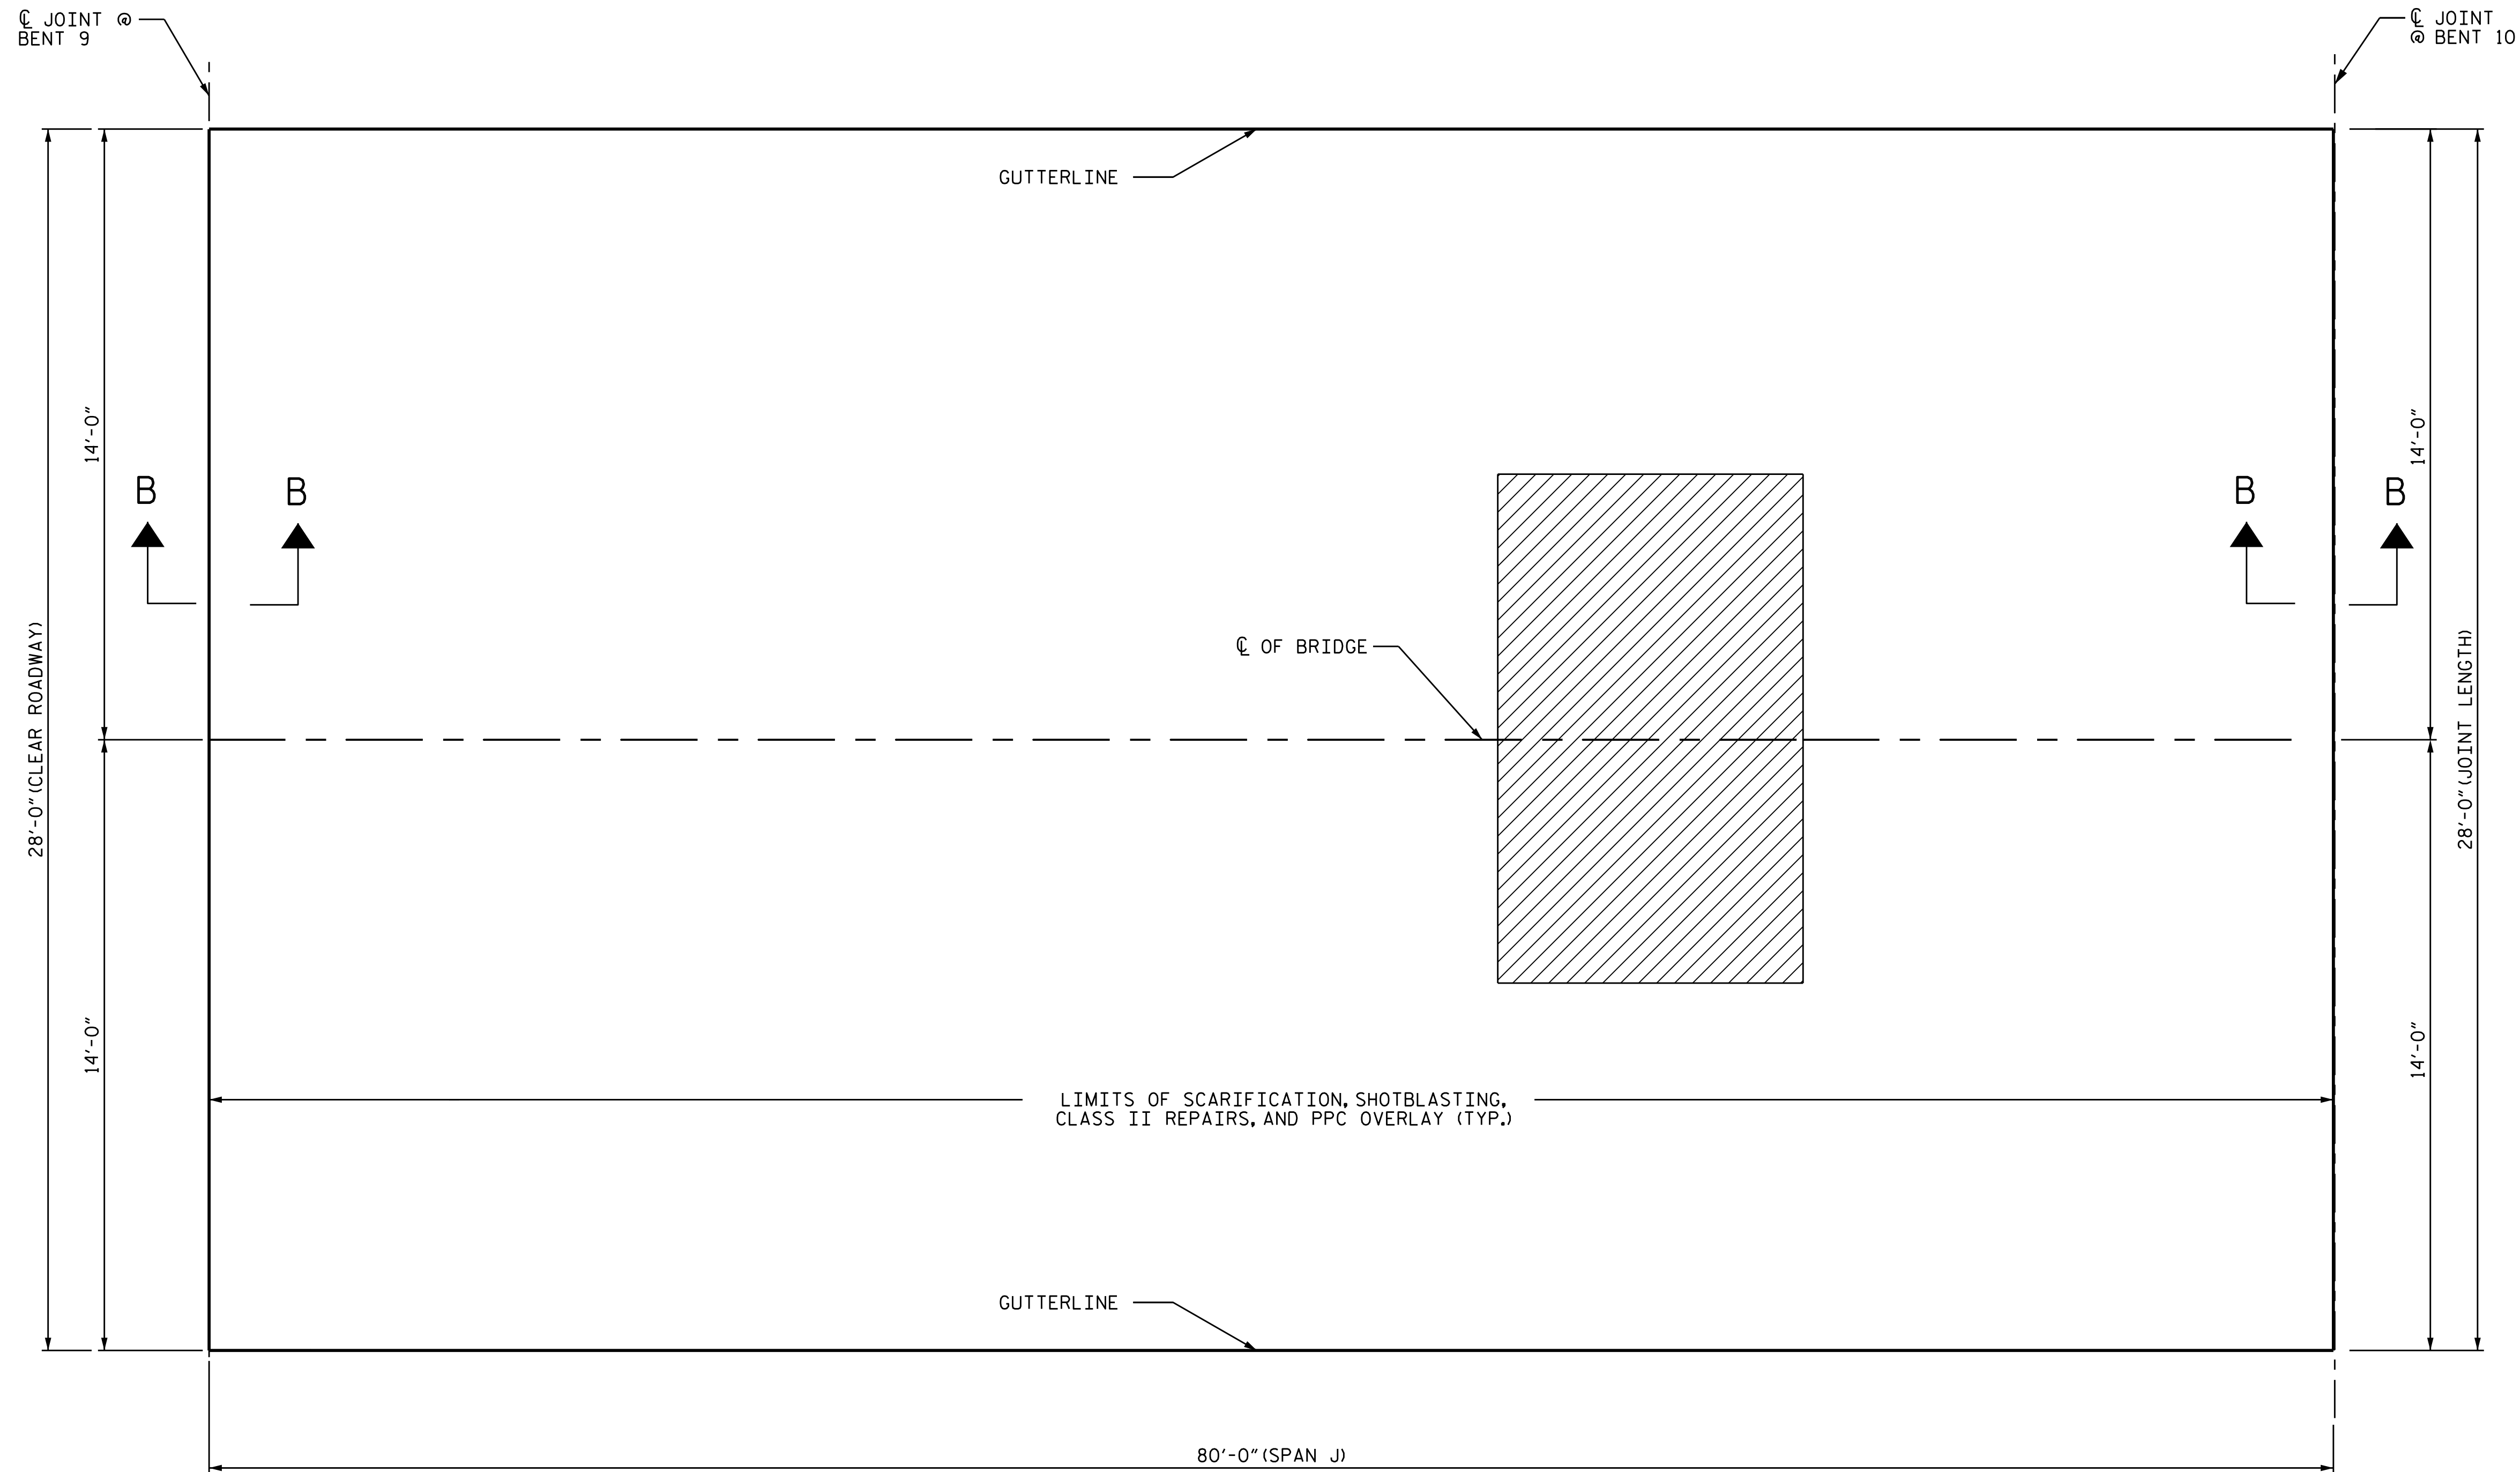 ℄ JOINT @
BENT 9
℄ JOINT
@ BENT 10
GUTTERLINE
14'-0"
14'-0"
B
B
B
B
℄ OF BRIDGE
28'-0" (CLEAR ROADWAY)
28'-0" (JOINT LENGTH)
14'-0"
14'-0"
LIMITS OF SCARIFICATION, SHOTBLASTING,
CLASS II REPAIRS, AND PPC OVERLAY (TYP.)
GUTTERLINE
80'-0" (SPAN J)